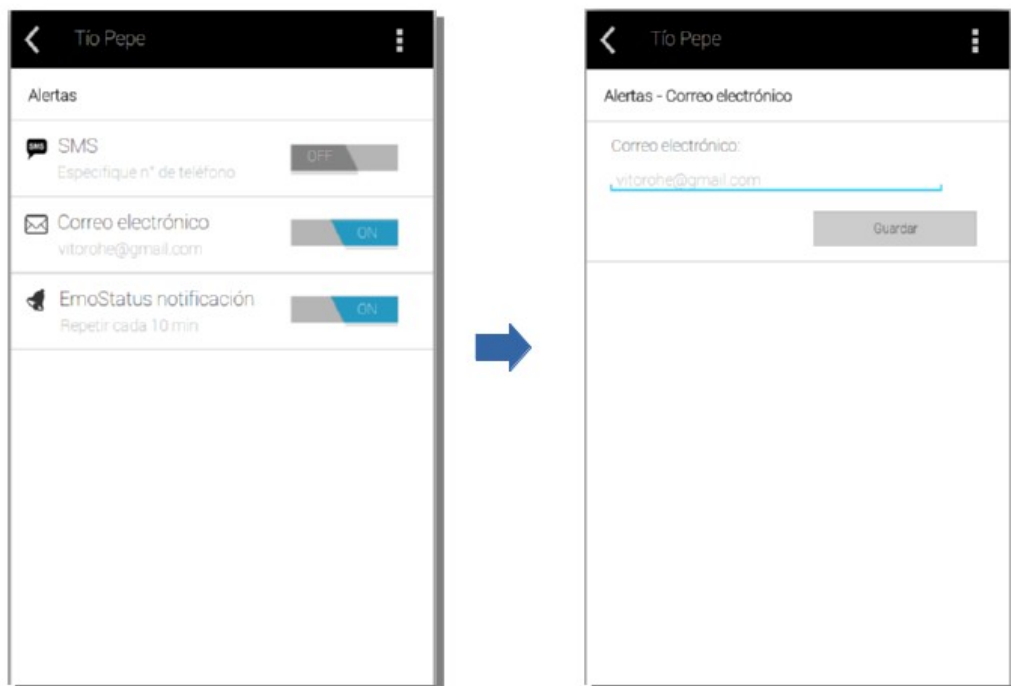 Tío Pepe
Alertas
SMS
SMS
Especifique n° de teléfono
OFF
Correo electrónico
vitorohe@gmail.com
ON
EmoStatus notificación
Repetir cada 10 min
ON
Tío Pepe
Alertas - Correo electrónico
Correo electrónico:
vitorohe@gmail.com
Guardar